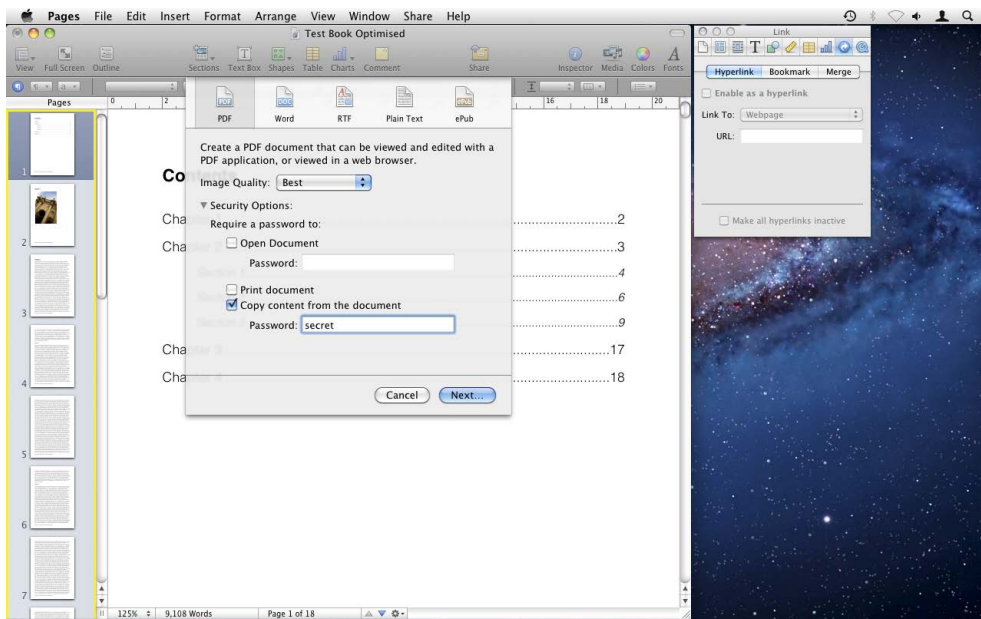 Pages File Edit Insert Format Arrange View Window Share Help
Test Book Optimised
View Full Screen Outline Sections Text Box Shapes Table Charts Comment Share Inspector Media Colors Fonts
Pages 0 2 16 18 20
PDF Word RTF Plain Text ePub
Create a PDF document that can be viewed and edited with a
PDF application, or viewed in a web browser.
Image Quality: Best
Security Options:
Require a password to:
Open Document
Password:
Print document
Copy content from the document
Password: secret
Cancel Next...
Co
Cha ...2
Cha ...3
...4
...6
...9
Cha ...17
Cha ...18
1
2
3
4
5
6
7
125% 9,108 Words Page 1 of 18
Link
Hyperlink Bookmark Merge
Enable as a hyperlink
Link To: Webpage
URL:
Make all hyperlinks inactive